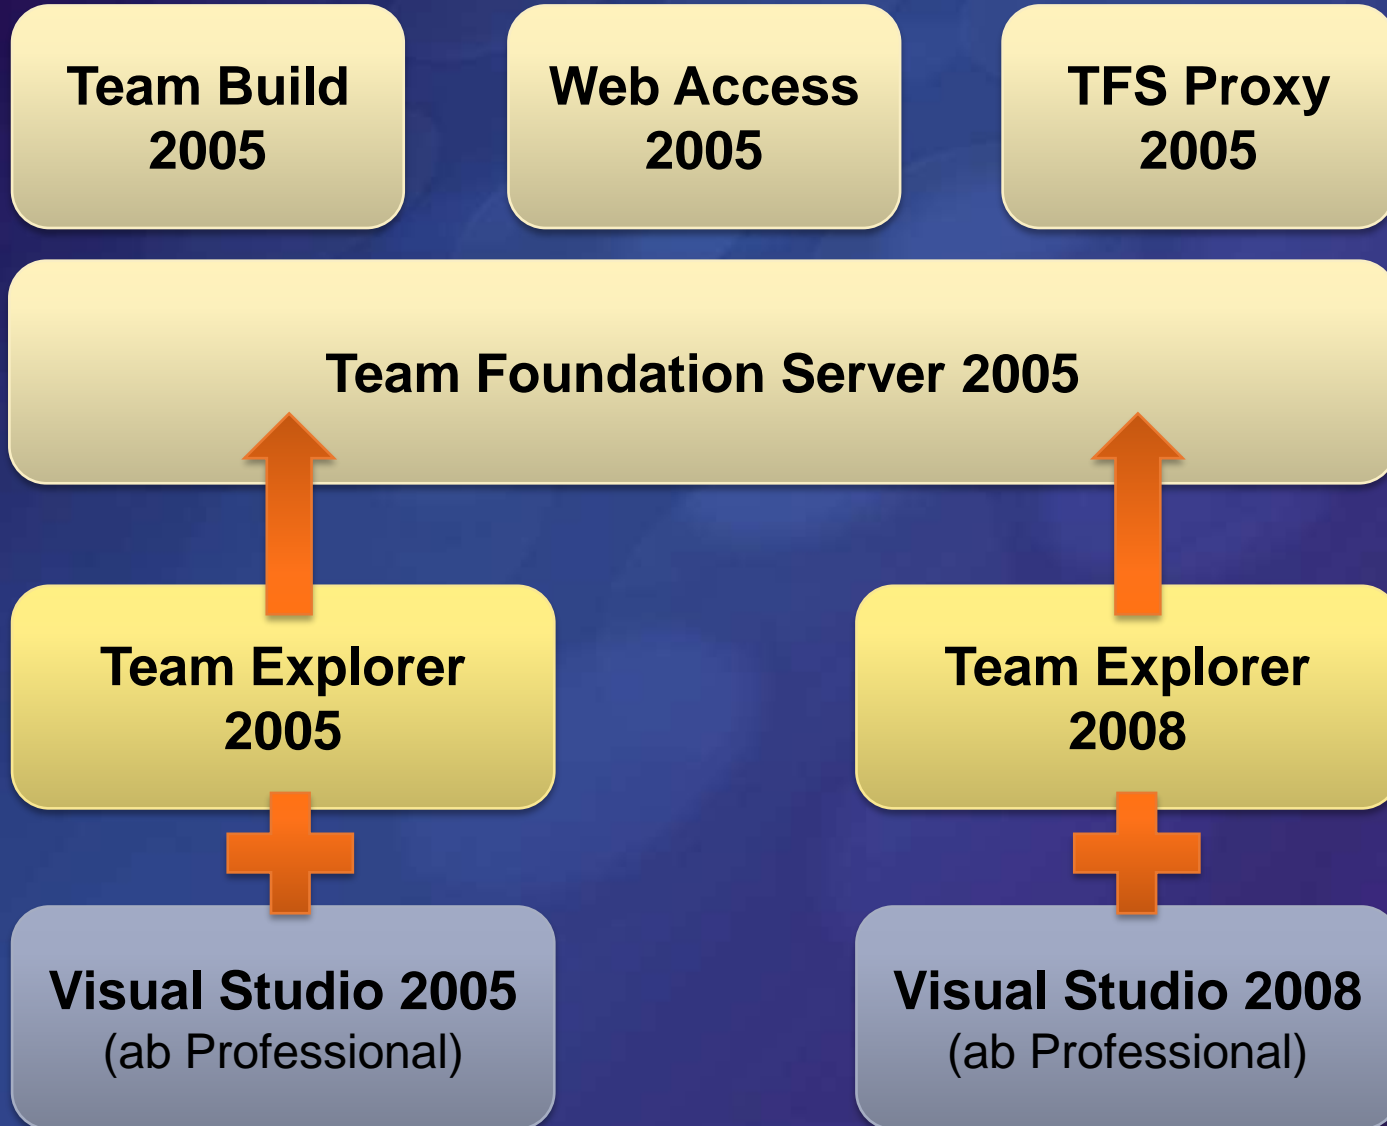 Team Build
2005
Web Access
2005
TFS Proxy
2005
Team Foundation Server 2005
Team Explorer
2005
Team Explorer
2008
Visual Studio 2005
(ab Professional)
Visual Studio 2008
(ab Professional)